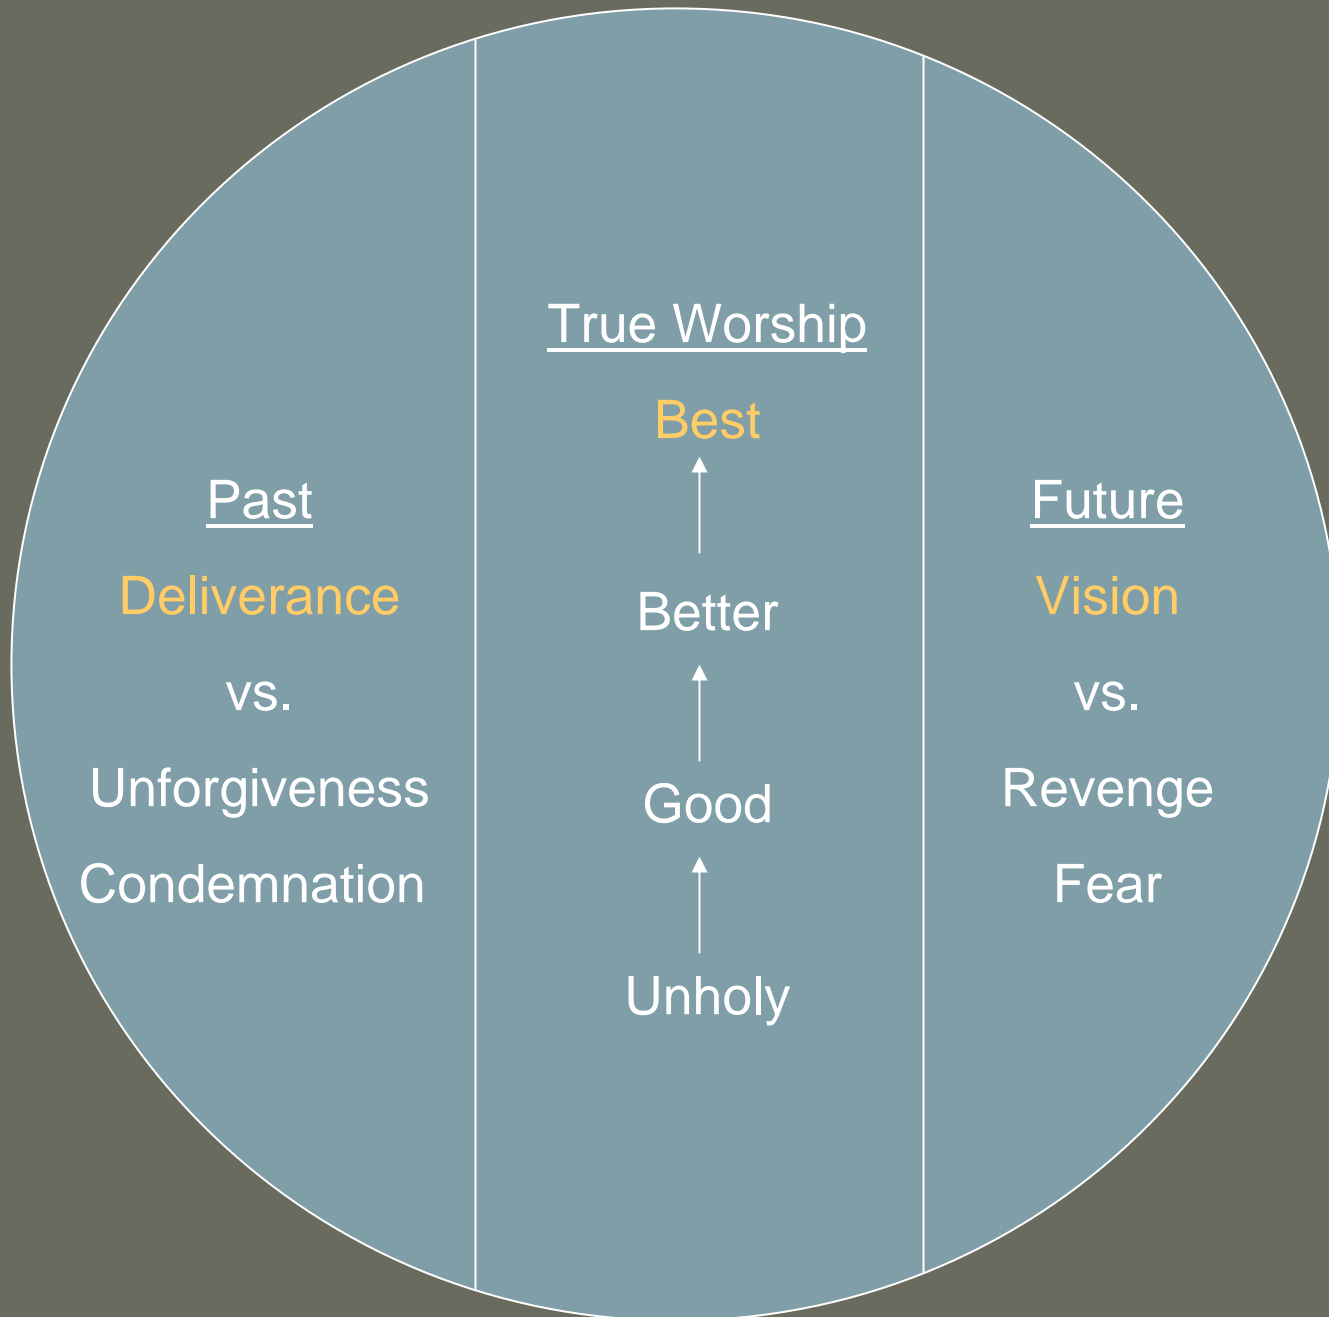 Past
Deliverance
vs.
Unforgiveness
Condemnation
True Worship
Best
Better
Good
Unholy
Future
Vision
vs.
Revenge
Fear